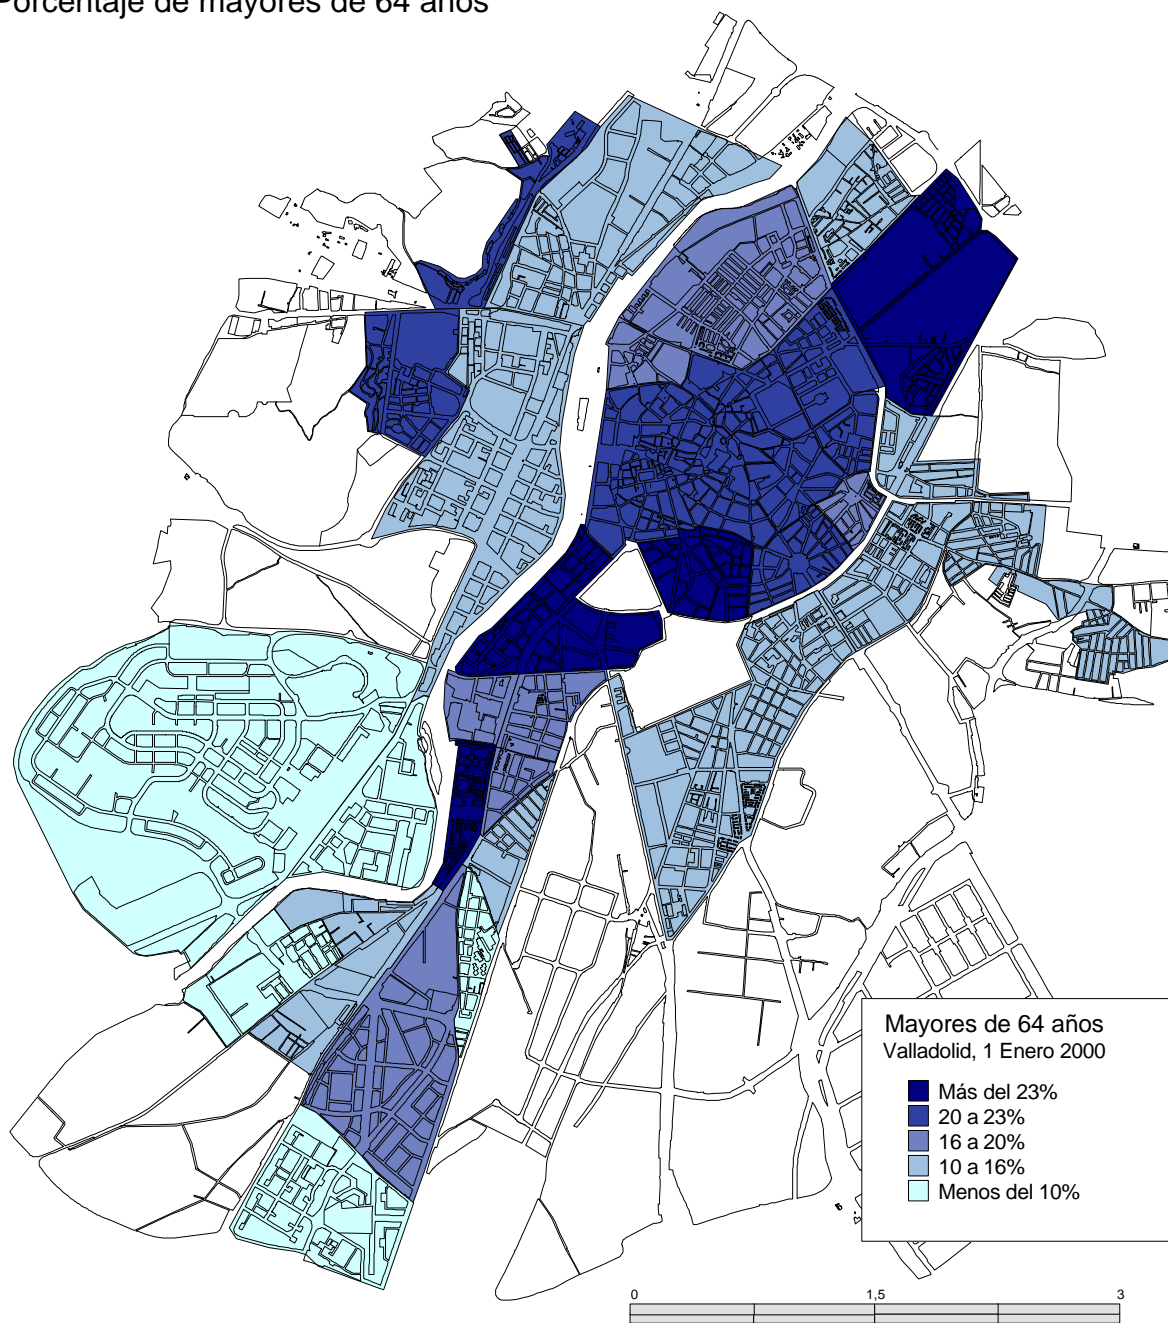 Porcentaje de mayores de 64 años
Mayores de 64 años
Valladolid, 1 Enero 2000
Más del 23%
20 a 23%
16 a 20%
10 a 16%
Menos del 10%
0 1,5 3